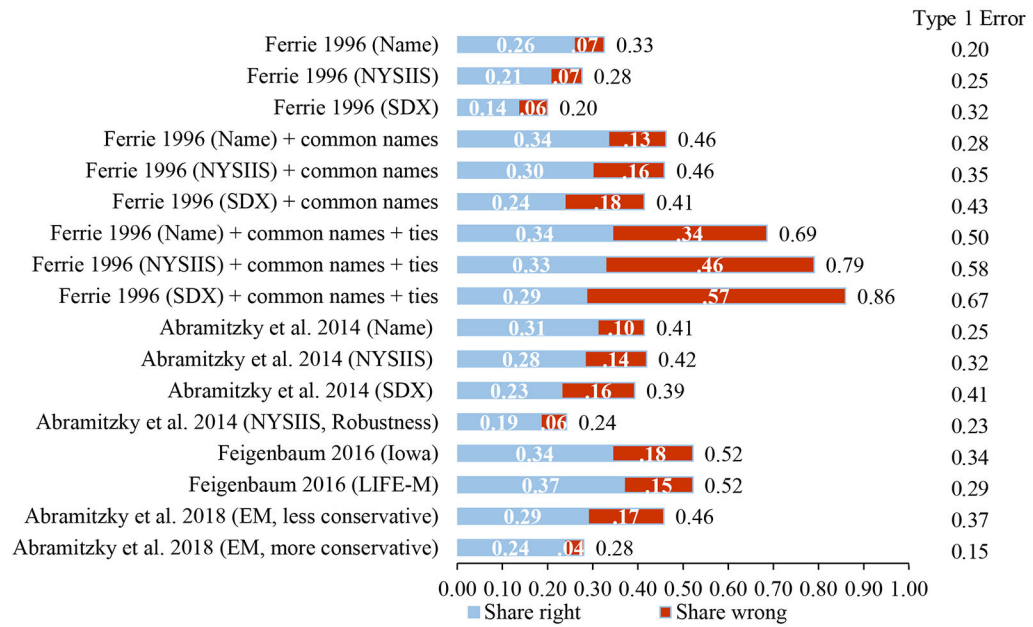 Type 1 Error
Ferrie 1996 (Name) 0.26 .07 0.33 0.20
Ferrie 1996 (NYSIIS) 0.21 .07 0.28 0.25
Ferrie 1996 (SDX) 0.14 .06 0.20 0.32
Ferrie 1996 (Name) + common names 0.34 .13 0.46 0.28
Ferrie 1996 (NYSIIS) + common names 0.30 .16 0.46 0.35
Ferrie 1996 (SDX) + common names 0.24 .18 0.41 0.43
Ferrie 1996 (Name) + common names + ties 0.34 .34 0.69 0.50
Ferrie 1996 (NYSIIS) + common names + ties 0.33 .46 0.79 0.58
Ferrie 1996 (SDX) + common names + ties 0.29 .57 0.86 0.67
Abramitzky et al. 2014 (Name) 0.31 .10 0.41 0.25
Abramitzky et al. 2014 (NYSIIS) 0.28 .14 0.42 0.32
Abramitzky et al. 2014 (SDX) 0.23 .16 0.39 0.41
Abramitzky et al. 2014 (NYSIIS, Robustness) 0.19 .06 0.24 0.23
Feigenbaum 2016 (Iowa) 0.34 .18 0.52 0.34
Feigenbaum 2016 (LIFE-M) 0.37 .15 0.52 0.29
Abramitzky et al. 2018 (EM, less conservative) 0.29 .17 0.46 0.37
Abramitzky et al. 2018 (EM, more conservative) 0.24 .04 0.28 0.15
0.00 0.10 0.20 0.30 0.40 0.50 0.60 0.70 0.80 0.90 1.00
Share right Share wrong